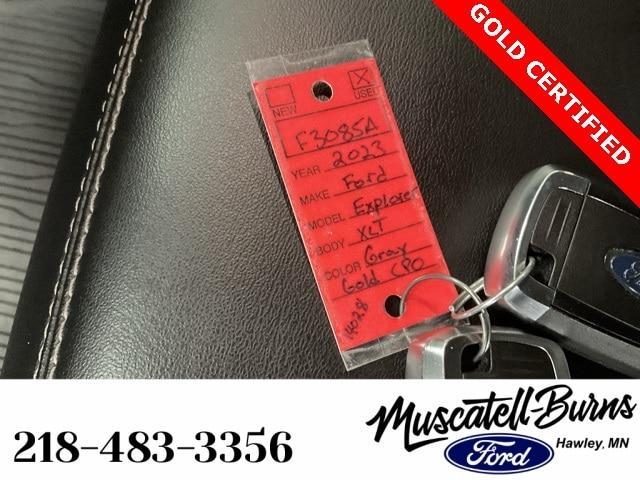 GOLD CERTIFIED
NEW USED
F3085A
YEAR 2023
MAKE Ford
MODEL Explorer
BODY XLT
COLOR Gray
Gold CPO
14028
218-483-3356
Muscatell-Burns
Ford Hawley, MN